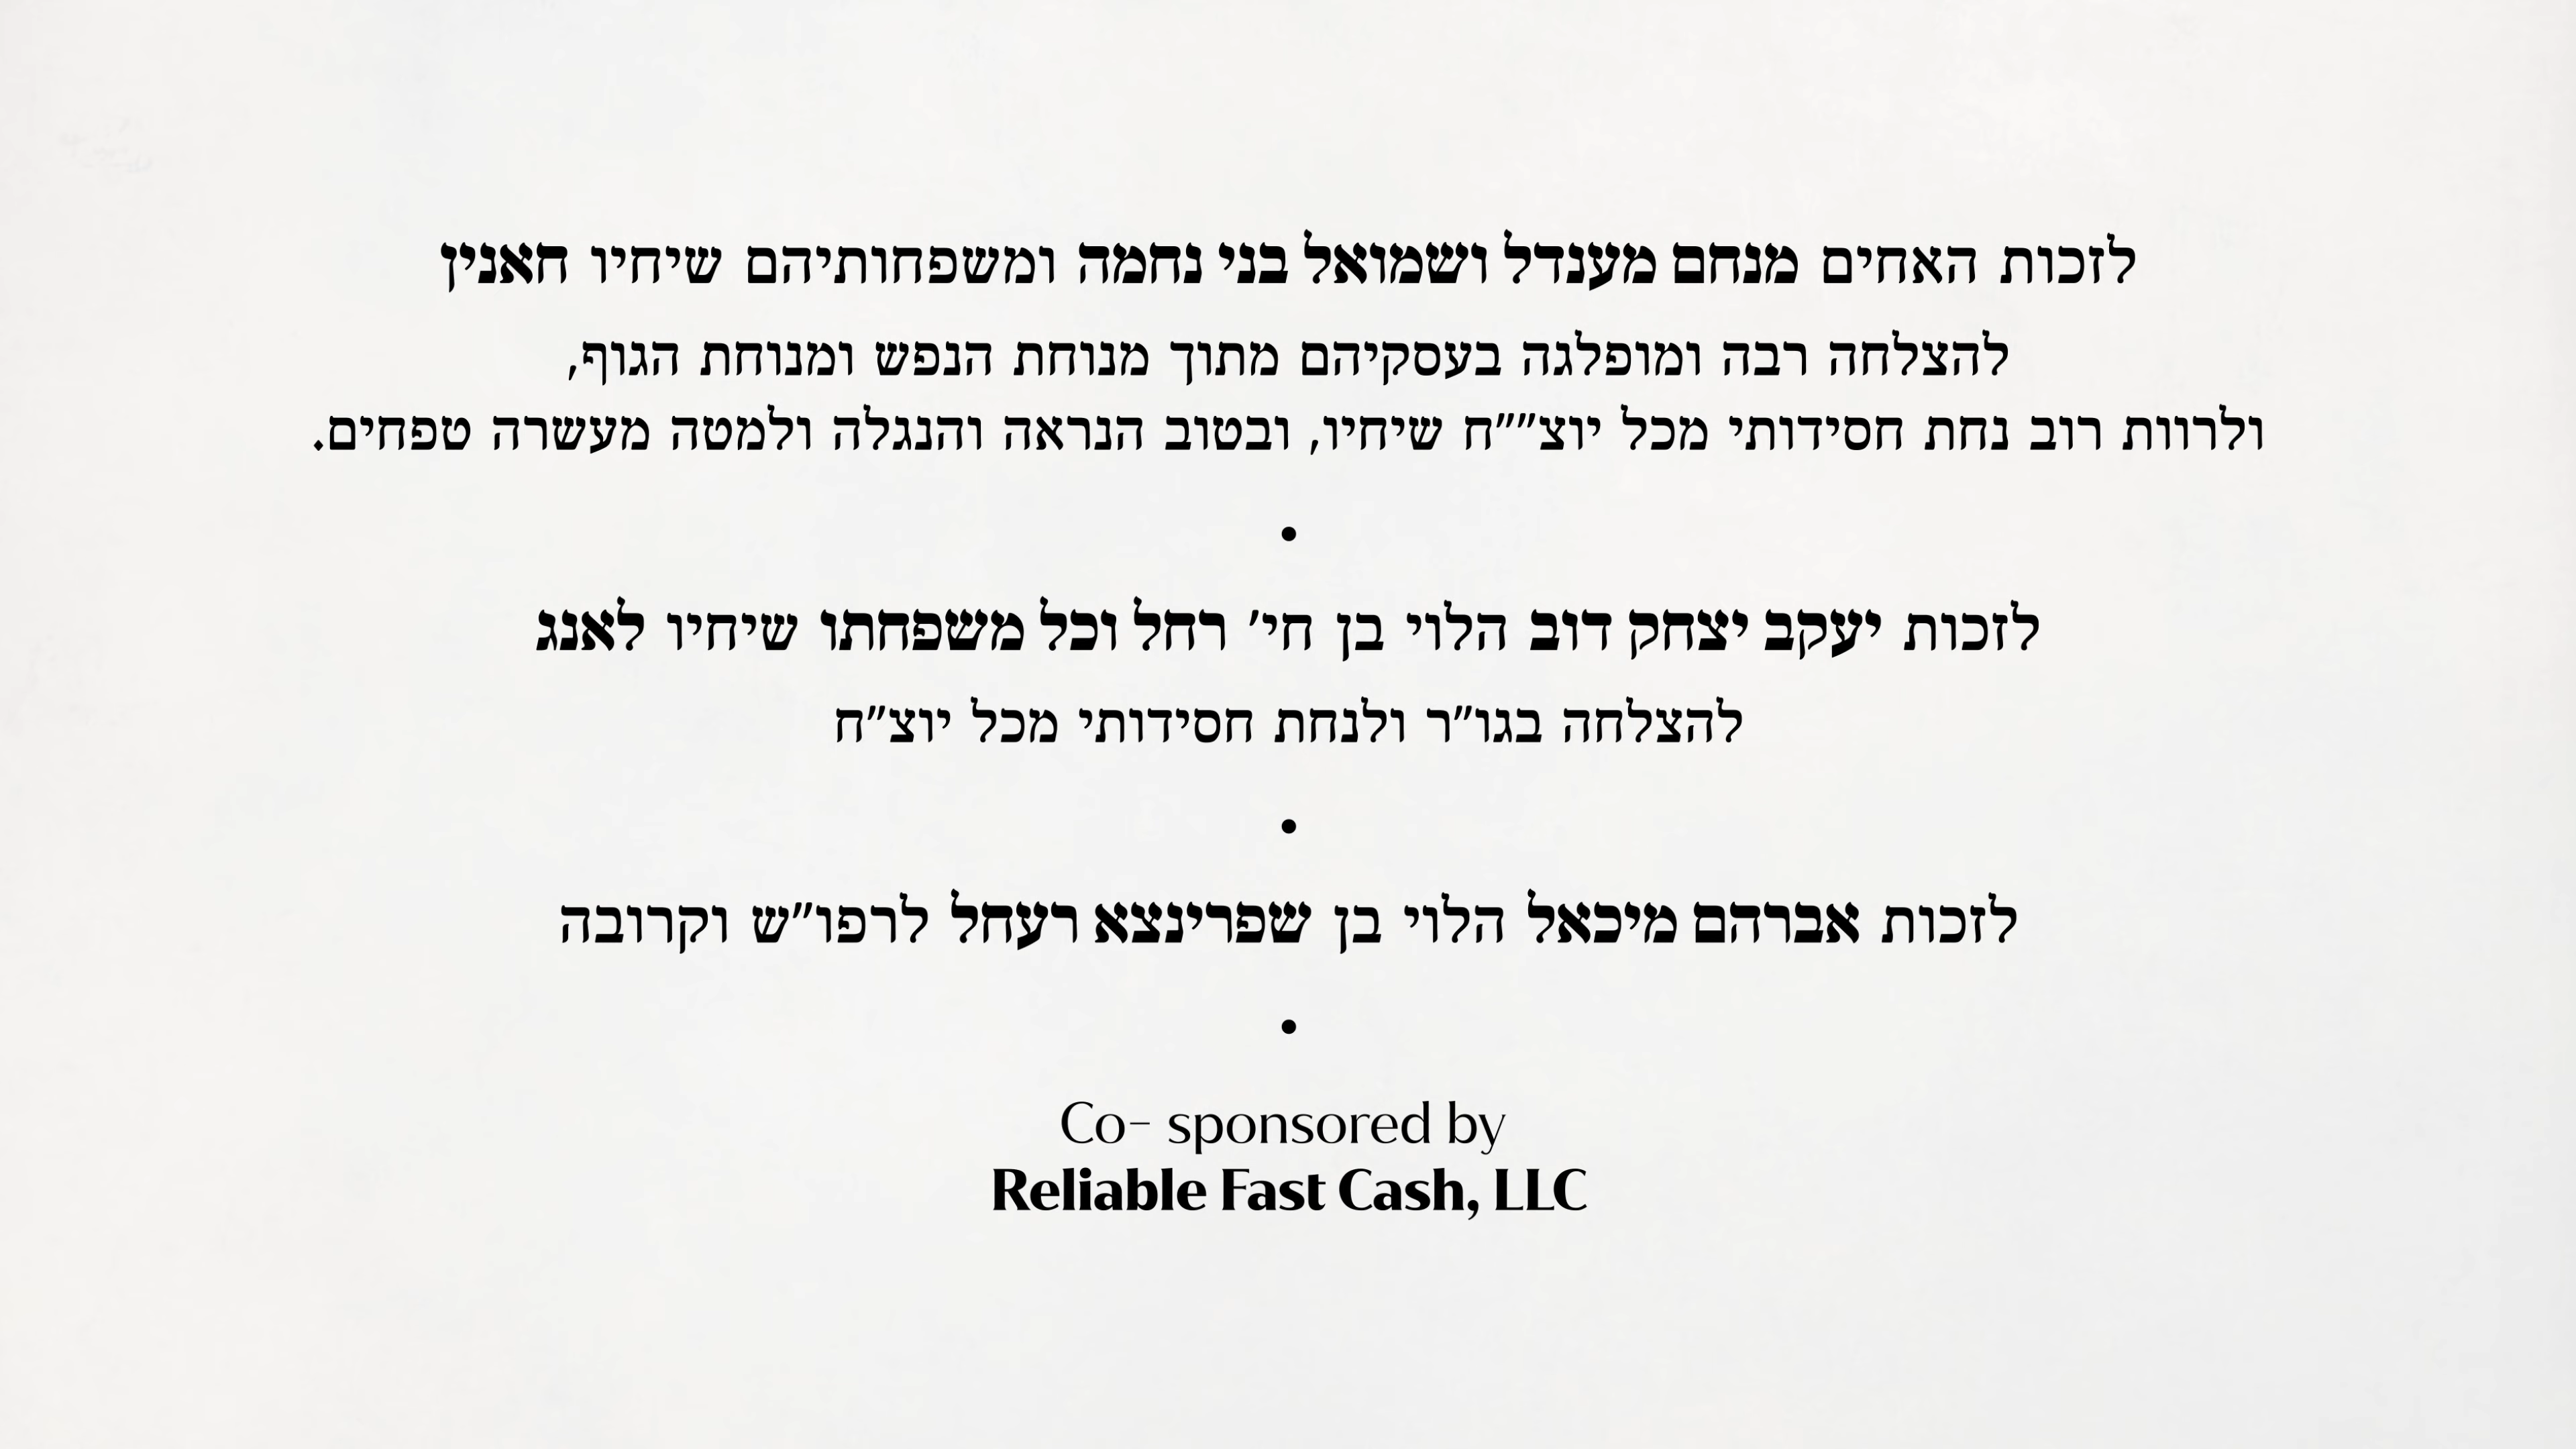 לזכות האחים מנחם מענדל ושמואל בני נחמה ומשפחותיהם שיחיו חאנין
להצלחה רבה ומופלגה בעסקיהם מתוך מנוחת הנפש ומנוחת הגוף,
ולרוות רוב נחת חסידותי מכל יוצ""ח שיחיו, ובטוב הנראה והנגלה ולמטה מעשרה טפחים.
•
לזכות יעקב יצחק דוב הלוי בן חי' רחל וכל משפחתו שיחיו לאנג
להצלחה בגו"ר ולנחת חסידותי מכל יוצ"ח
•
לזכות אברהם מיכאל הלוי בן שפרינצא רעחל לרפו"ש וקרובה
•
Co- sponsored by
Reliable Fast Cash, LLC